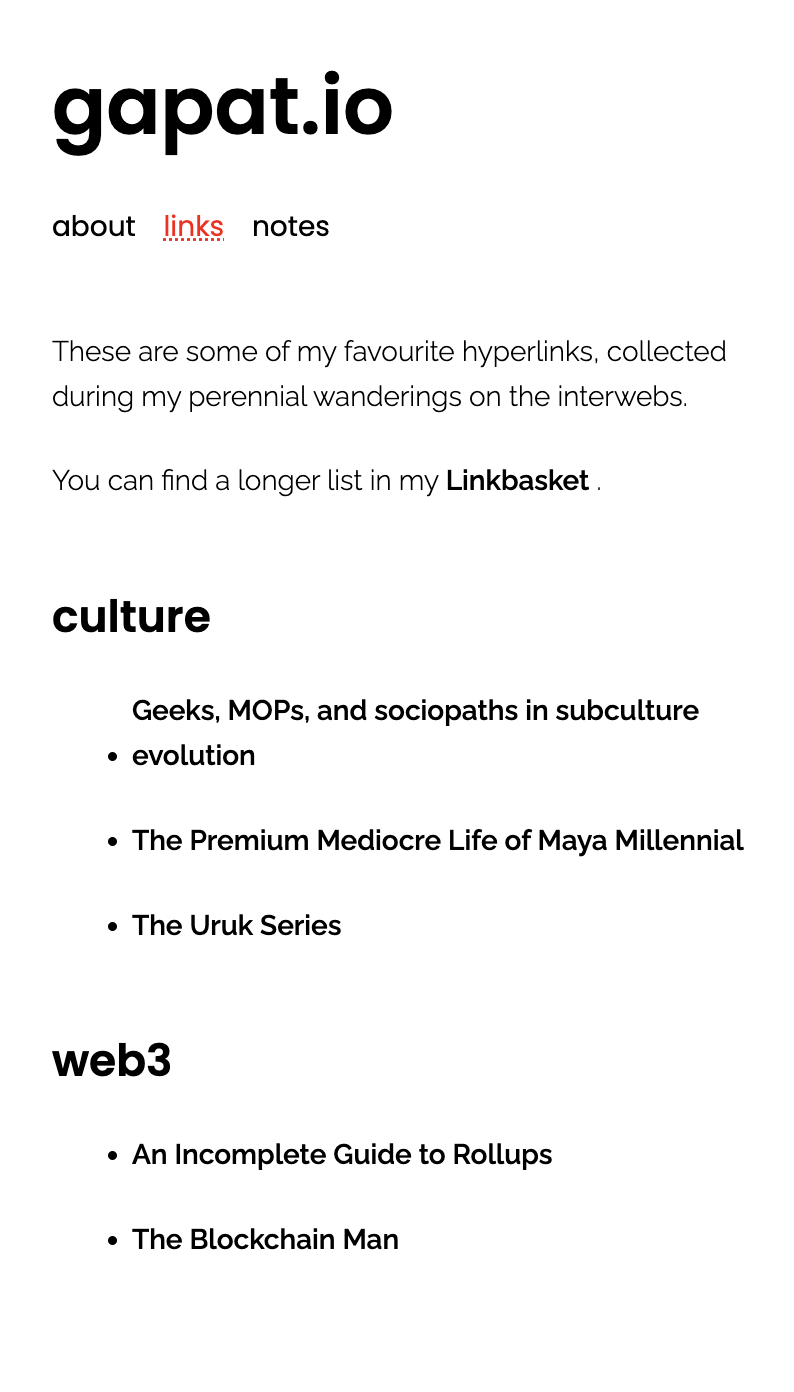 gapat.io
about links notes
These are some of my favourite hyperlinks, collected
during my perennial wanderings on the interwebs.
You can find a longer list in my Linkbasket .
culture
Geeks, MOPs, and sociopaths in subculture
• evolution
• The Premium Mediocre Life of Maya Millennial
• The Uruk Series
web3
• An Incomplete Guide to Rollups
• The Blockchain Man